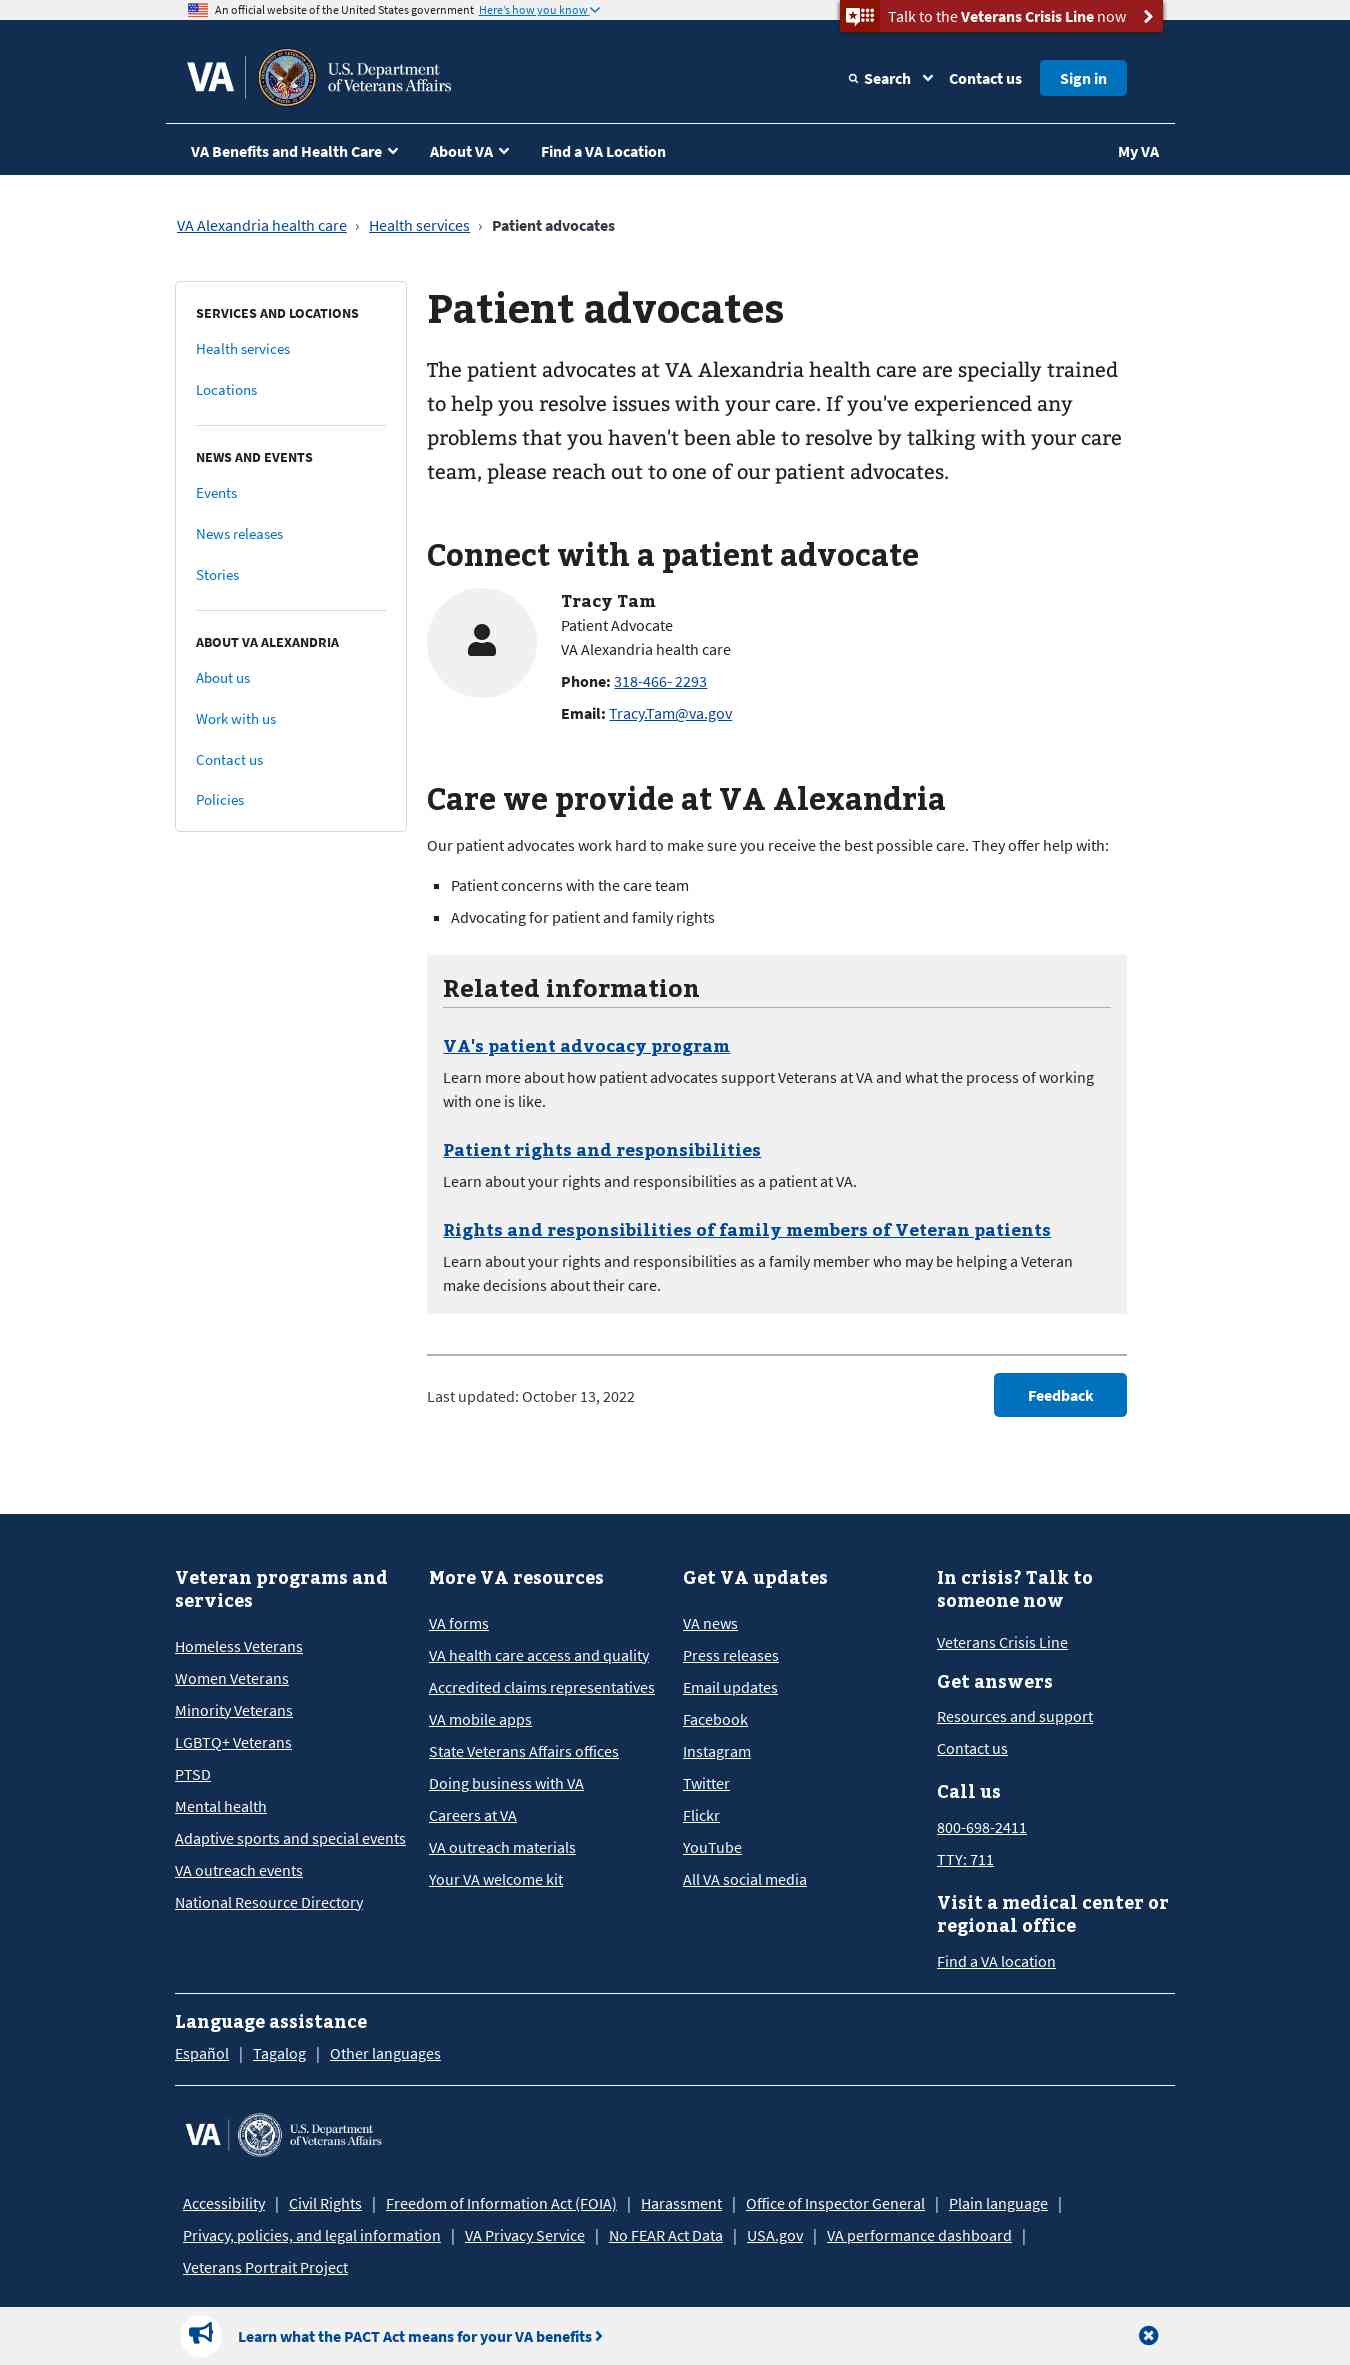 An official website of the United States government Here's how you know
Talk to the Veterans Crisis Line now
VA
U.S. Department
of Veterans Affairs
Search
Contact us
Sign in
VA Benefits and Health Care
About VA
Find a VA Location
My VA
VA Alexandria health care › Health services › Patient advocates
SERVICES AND LOCATIONS
Health services
Locations
NEWS AND EVENTS
Events
News releases
Stories
ABOUT VA ALEXANDRIA
About us
Work with us
Contact us
Policies
Patient advocates
The patient advocates at VA Alexandria health care are specially trained
to help you resolve issues with your care. If you've experienced any
problems that you haven't been able to resolve by talking with your care
team, please reach out to one of our patient advocates.
Connect with a patient advocate
Tracy Tam
Patient Advocate
VA Alexandria health care
Phone: 318-466- 2293
Email: Tracy.Tam@va.gov
Care we provide at VA Alexandria
Our patient advocates work hard to make sure you receive the best possible care. They offer help with:
Patient concerns with the care team
Advocating for patient and family rights
Related information
VA's patient advocacy program
Learn more about how patient advocates support Veterans at VA and what the process of working
with one is like.
Patient rights and responsibilities
Learn about your rights and responsibilities as a patient at VA.
Rights and responsibilities of family members of Veteran patients
Learn about your rights and responsibilities as a family member who may be helping a Veteran
make decisions about their care.
Last updated: October 13, 2022
Feedback
Veteran programs and
services
Homeless Veterans
Women Veterans
Minority Veterans
LGBTQ+ Veterans
PTSD
Mental health
Adaptive sports and special events
VA outreach events
National Resource Directory
More VA resources
VA forms
VA health care access and quality
Accredited claims representatives
VA mobile apps
State Veterans Affairs offices
Doing business with VA
Careers at VA
VA outreach materials
Your VA welcome kit
Get VA updates
VA news
Press releases
Email updates
Facebook
Instagram
Twitter
Flickr
YouTube
All VA social media
In crisis? Talk to
someone now
Veterans Crisis Line
Get answers
Resources and support
Contact us
Call us
800-698-2411
TTY: 711
Visit a medical center or
regional office
Find a VA location
Language assistance
Español | Tagalog | Other languages
VA
U.S. Department
of Veterans Affairs
Accessibility | Civil Rights | Freedom of Information Act (FOIA) | Harassment | Office of Inspector General | Plain language |
Privacy, policies, and legal information | VA Privacy Service | No FEAR Act Data | USA.gov | VA performance dashboard |
Veterans Portrait Project
Learn what the PACT Act means for your VA benefits